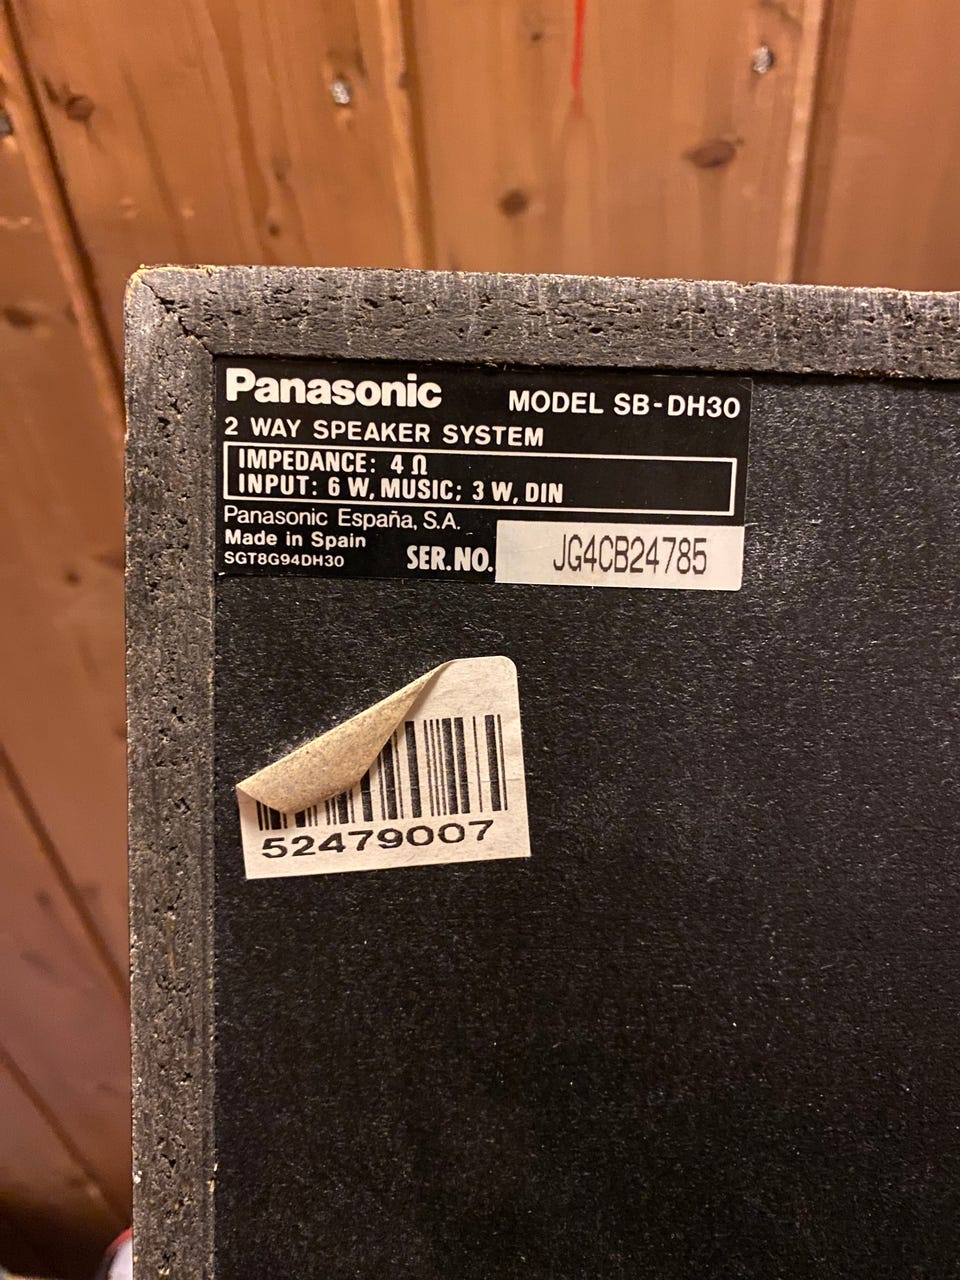 Panasonic MODEL SB-DH30
2 WAY SPEAKER SYSTEM
IMPEDANCE: 4 Ω
INPUT: 6 W, MUSIC; 3 W, DIN
Panasonic España, S.A.
Made in Spain
SGT8G94DH30 SER.NO. JG4CB24785
52479007